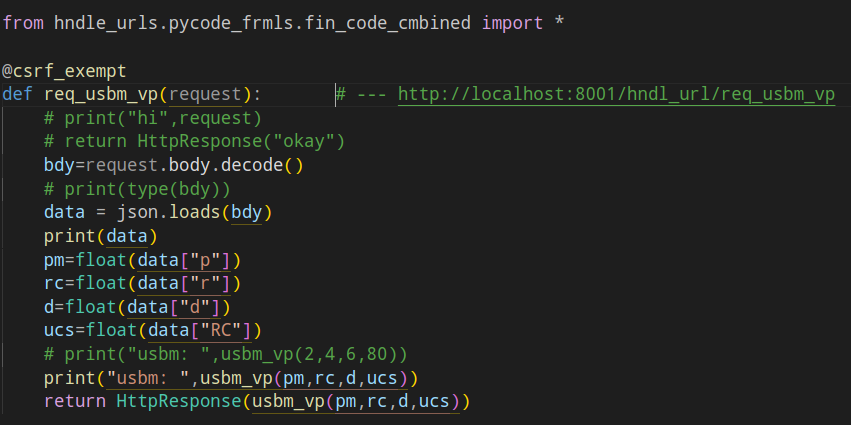 from hndle_urls.pycode_frmls.fin_code_cmbined import *
@csrf_exempt
def req_usbm_vp(request):       # --- http://localhost:8001/hndl_url/req_usbm_vp
    # print("hi",request)
    # return HttpResponse("okay")
    bdy=request.body.decode()
    # print(type(bdy))
    data = json.loads(bdy)
    print(data)
    pm=float(data["p"])
    rc=float(data["r"])
    d=float(data["d"])
    ucs=float(data["RC"])
    # print("usbm: ",usbm_vp(2,4,6,80))
    print("usbm: ",usbm_vp(pm,rc,d,ucs))
    return HttpResponse(usbm_vp(pm,rc,d,ucs))